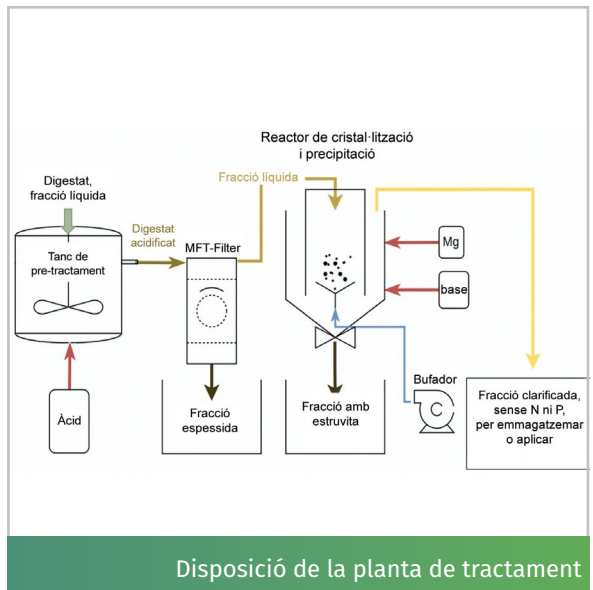 Reactor de cristal·lització
i precipitació
Digestat,
fracció líquida
Fracció líquida
Digestat
acidificat
MFT-Filter
Tanc de
pre-tractament
Mg
base
Àcid
Fracció
espessida
Fracció amb
estruvita
Bufador
C
Fracció clarificada,
sense N ni P,
per emmagatzemar
o aplicar
Disposició de la planta de tractament